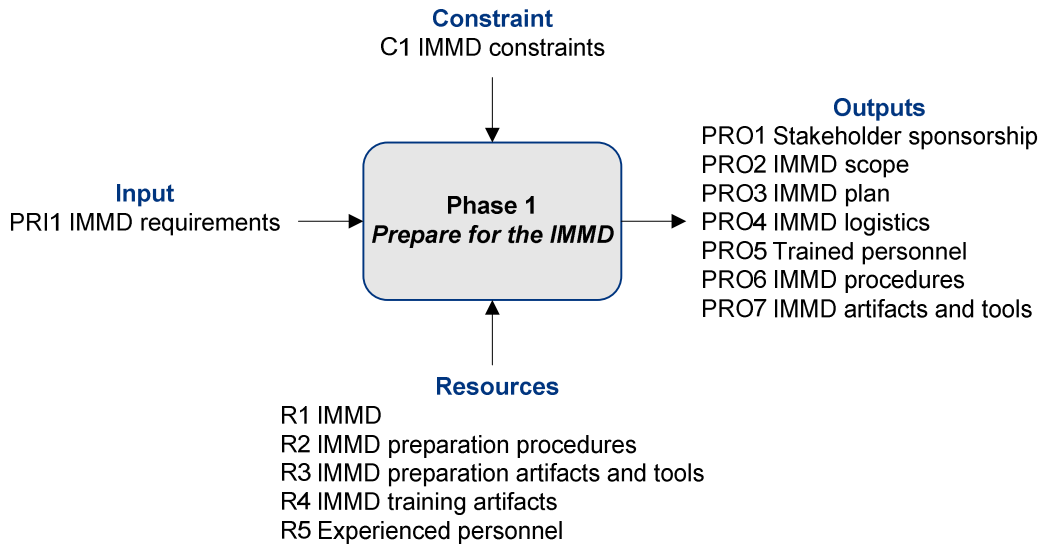 Constraint
C1 IMMD constraints
Input
PRI1 IMMD requirements
Phase 1
Prepare for the IMMD
Outputs
PRO1 Stakeholder sponsorship
PRO2 IMMD scope
PRO3 IMMD plan
PRO4 IMMD logistics
PRO5 Trained personnel
PRO6 IMMD procedures
PRO7 IMMD artifacts and tools
Resources
R1 IMMD
R2 IMMD preparation procedures
R3 IMMD preparation artifacts and tools
R4 IMMD training artifacts
R5 Experienced personnel